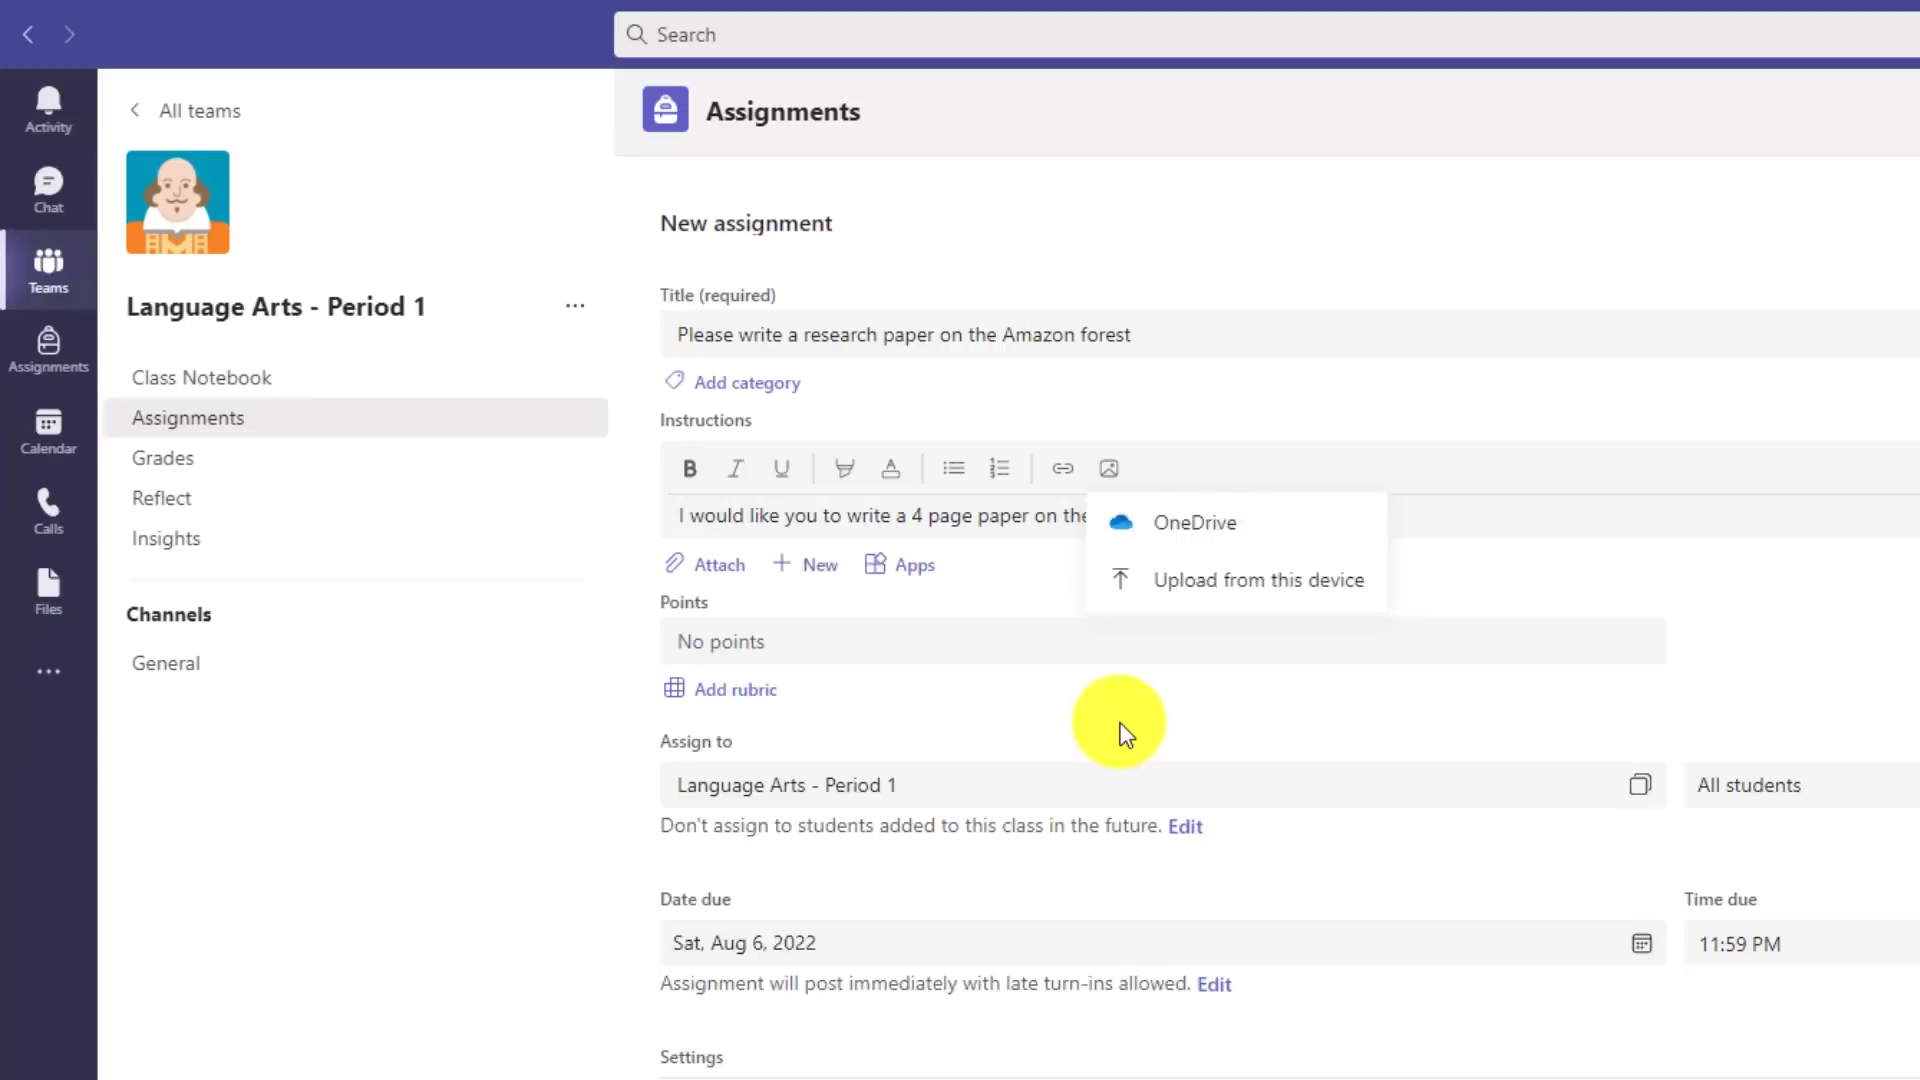 Search
Activity
Chat
Teams
Assignments
Calendar
Calls
Files
All teams
Language Arts - Period 1
Class Notebook
Assignments
Grades
Reflect
Insights
Channels
General
Assignments
New assignment
Title (required)
Please write a research paper on the Amazon forest
Add category
Instructions
B I U A
I would like you to write a 4 page paper on the
OneDrive
Upload from this device
Attach New Apps
Points
No points
Add rubric
Assign to
Language Arts - Period 1 All students
Don't assign to students added to this class in the future. Edit
Date due Time due
Sat, Aug 6, 2022 11:59 PM
Assignment will post immediately with late turn-ins allowed. Edit
Settings